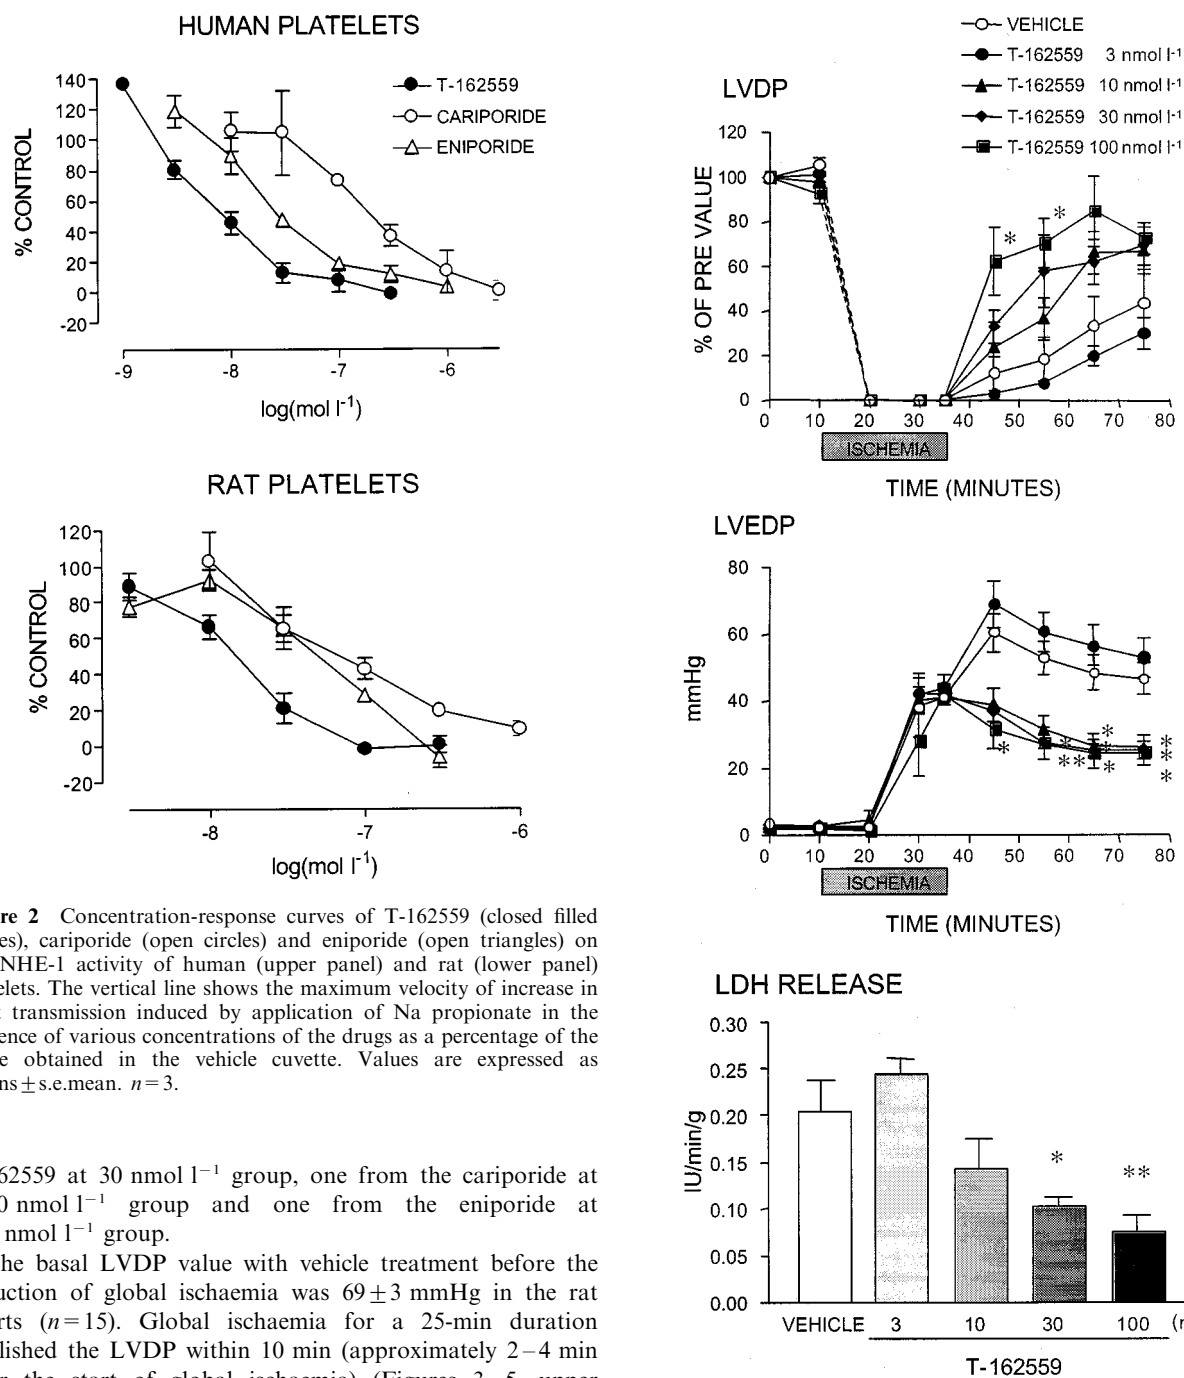 HUMAN PLATELETS
140
120
100
80
60
40
20
0
-20
% CONTROL
T-162559
CARIPORIDE
ENIPORIDE
-9
-8
-7
-6
log(mol l⁻¹)
RAT PLATELETS
120
100
80
60
40
20
0
-20
% CONTROL
-8
-7
-6
log(mol l⁻¹)
re 2 Concentration-response curves of T-162559 (closed filled
es), cariporide (open circles) and eniporide (open triangles) on
NHE-1 activity of human (upper panel) and rat (lower panel)
elets. The vertical line shows the maximum velocity of increase in
transmission induced by application of Na propionate in the
ence of various concentrations of the drugs as a percentage of the
e obtained in the vehicle cuvette. Values are expressed as
ns±s.e.mean. n=3.
62559 at 30 nmol l⁻¹ group, one from the cariporide at
0 nmol l⁻¹ group and one from the eniporide at
nmol l⁻¹ group.
he basal LVDP value with vehicle treatment before the
uction of global ischaemia was 69±3 mmHg in the rat
rts (n=15). Global ischaemia for a 25-min duration
lished the LVDP within 10 min (approximately 2–4 min
the start of global ischaemia) (Figures 3–5, upper
VEHICLE
T-162559 3 nmol l⁻¹
T-162559 10 nmol l⁻¹
T-162559 30 nmol l⁻¹
T-162559 100 nmol l⁻¹
LVDP
120
100
80
60
40
20
0
% OF PRE VALUE
*
*
0 10 20 30 40 50 60 70 80
ISCHEMIA
TIME (MINUTES)
LVEDP
80
60
40
20
0
mmHg
*
*
**
*
*
*
*
*
*
0 10 20 30 40 50 60 70 80
ISCHEMIA
TIME (MINUTES)
LDH RELEASE
0.30
0.25
0.20
0.15
0.10
0.05
0.00
IU/min/g
*
**
VEHICLE 3 10 30 100 (
T-162559